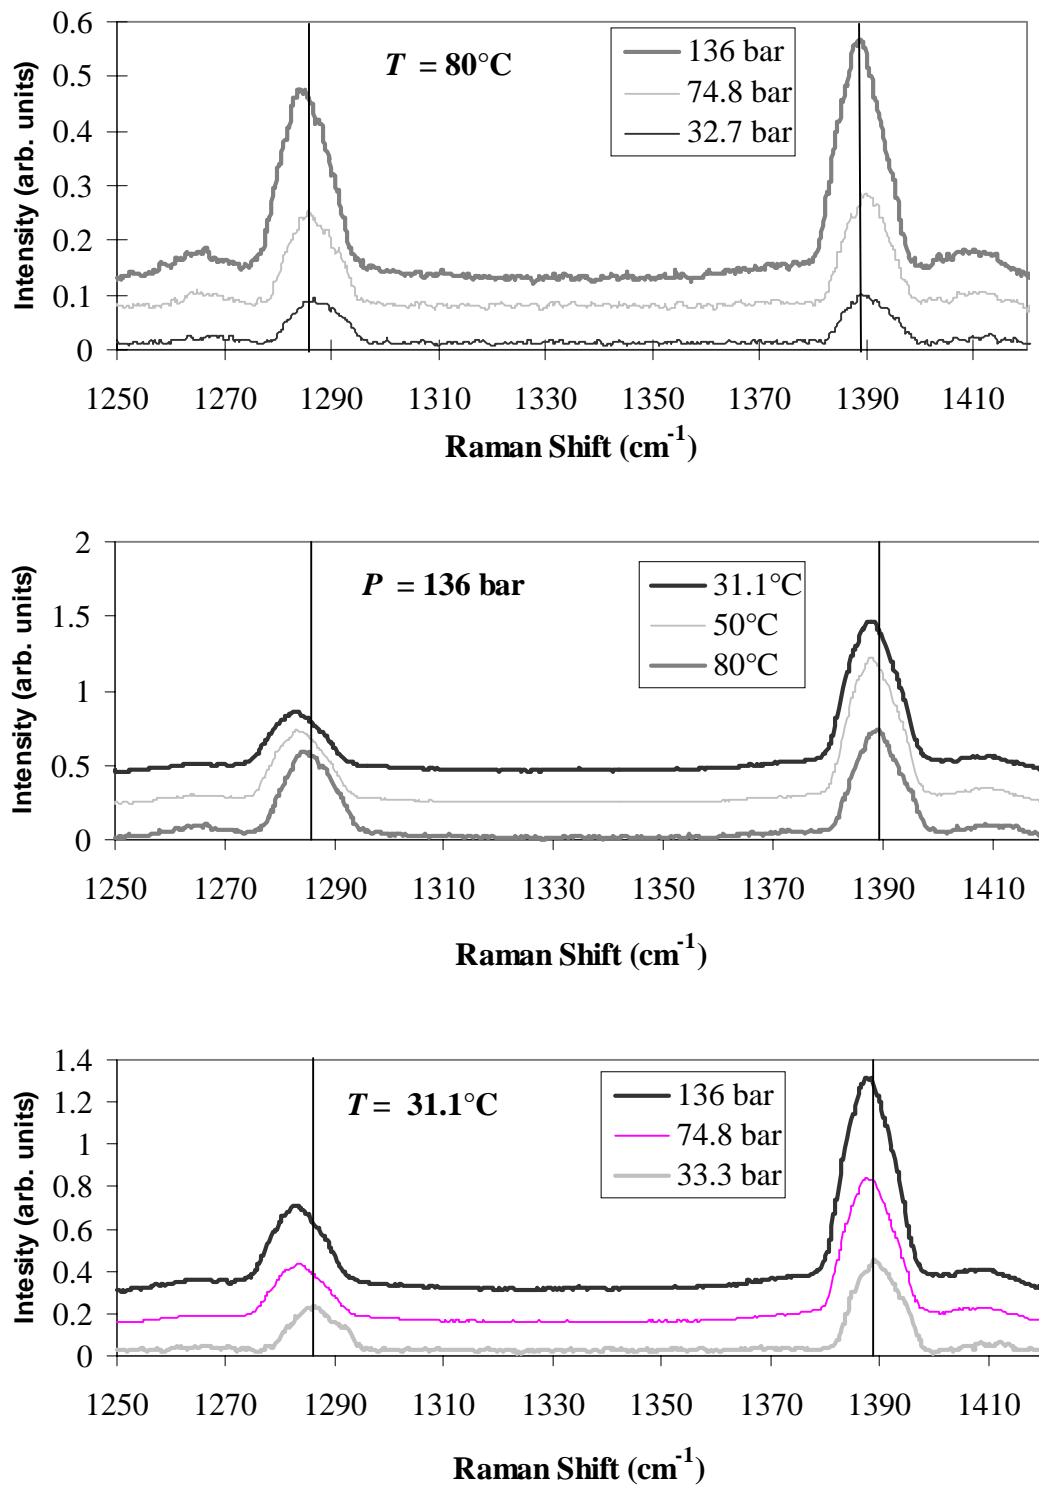 0.6
0.5
0.4
0.3
0.2
0.1
0
Intensity (arb. units)
T = 80°C
136 bar
74.8 bar
32.7 bar
1250 1270 1290 1310 1330 1350 1370 1390 1410
Raman Shift (cm-1)
2
1.5
1
0.5
0
Intensity (arb. units)
P = 136 bar
31.1°C
50°C
80°C
1250 1270 1290 1310 1330 1350 1370 1390 1410
Raman Shift (cm-1)
1.4
1.2
1
0.8
0.6
0.4
0.2
0
Intesity (arb. units)
T = 31.1°C
136 bar
74.8 bar
33.3 bar
1250 1270 1290 1310 1330 1350 1370 1390 1410
Raman Shift (cm-1)